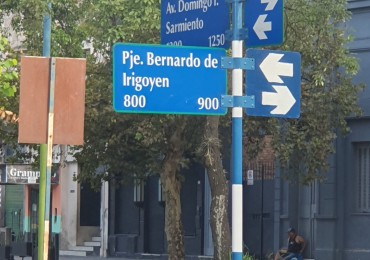 Av. Domingo F.
Sarmiento
1250
Pje. Bernardo de
Irigoyen
800 900